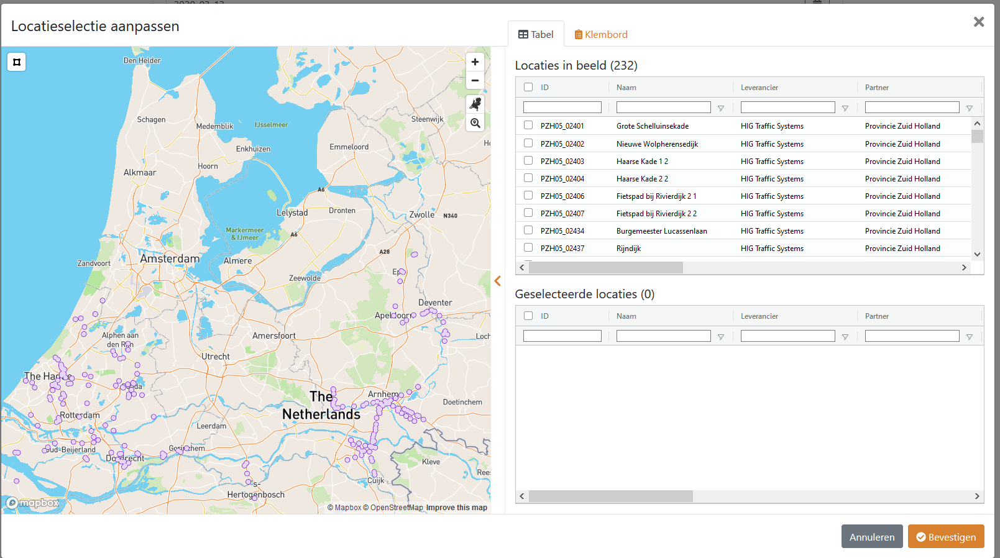 Locatieselectie aanpassen
Tabel
Klembord
Locaties in beeld (232)
ID Naam Leverancier Partner
PZH05_02401 Grote Schelluinsekade HIG Traffic Systems Provincie Zuid Holland
PZH05_02402 Nieuwe Wolpherensedijk HIG Traffic Systems Provincie Zuid Holland
PZH05_02403 Haarse Kade 1 2 HIG Traffic Systems Provincie Zuid Holland
PZH05_02404 Haarse Kade 2 2 HIG Traffic Systems Provincie Zuid Holland
PZH05_02406 Fietspad bij Rivierdijk 2 1 HIG Traffic Systems Provincie Zuid Holland
PZH05_02407 Fietspad bij Rivierdijk 2 2 HIG Traffic Systems Provincie Zuid Holland
PZH05_02434 Burgemeester Lucassenlaan HIG Traffic Systems Provincie Zuid Holland
PZH05_02437 Rijndijk HIG Traffic Systems Provincie Zuid Holland
Geselecteerde locaties (0)
ID Naam Leverancier Partner
Den Helder
Schagen
Medemblik
IJsselmeer
Steenwijk
Enkhuizen
Emmeloord
Hoorn
Alkmaar
A6
Lelystad
Dronten
Zwolle
N340
Markermeer
& IJmeer
A6
A28
Zandvoort
Amsterdam
Almere
Zeewolde
Deventer
Apeldoorn
Alphen aan
den Rijn
Amersfoort
Loch
Utrecht
The
The
Netherlands
Arnhem
Doetinchem
Rotterdam
Leerdam
Oud-Beijerland
Gorinchem
Dordrecht
Kleve
Rees
Cuijk
's-
Hertogenbosch
mapbox
© Mapbox © OpenStreetMap Improve this map
Annuleren
Bevestigen